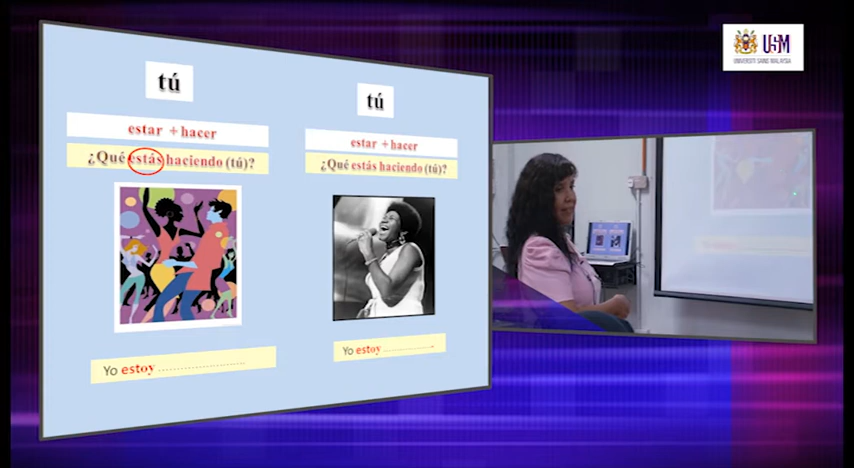 tú
estar + hacer
¿Qué estás haciendo (tú)?
Yo estoy ........................
tú
estar + hacer
¿Qué estás haciendo (tú)?
Yo estoy ..................
USM
UNIVERSITI SAINS MALAYSIA